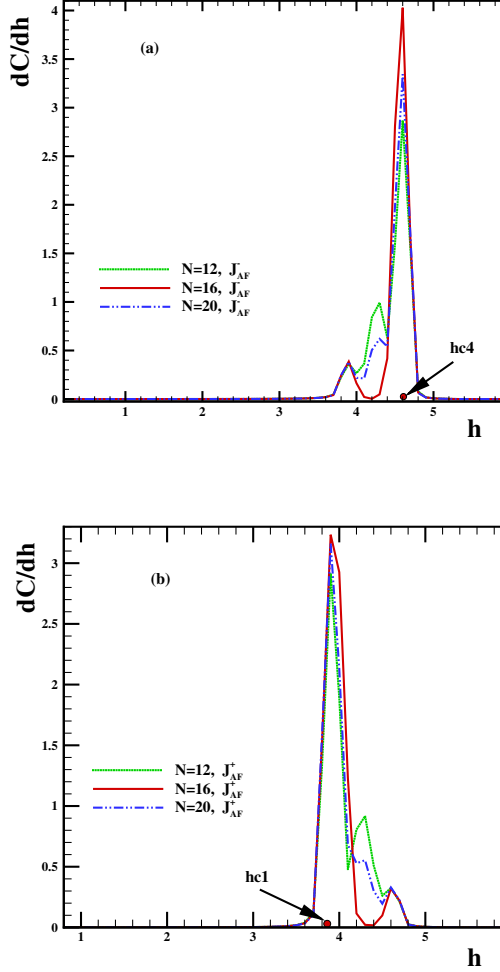 dC/dh
(a)
4
3.5
3
2.5
2
1.5
1
0.5
0
N=12, J⁻AF
N=16, J⁻AF
N=20, J⁻AF
hc4
1 2 3 4 5
h
dC/dh
(b)
3
2.5
2
1.5
1
0.5
0
N=12, J⁺AF
N=16, J⁺AF
N=20, J⁺AF
hc1
1 2 3 4 5
h